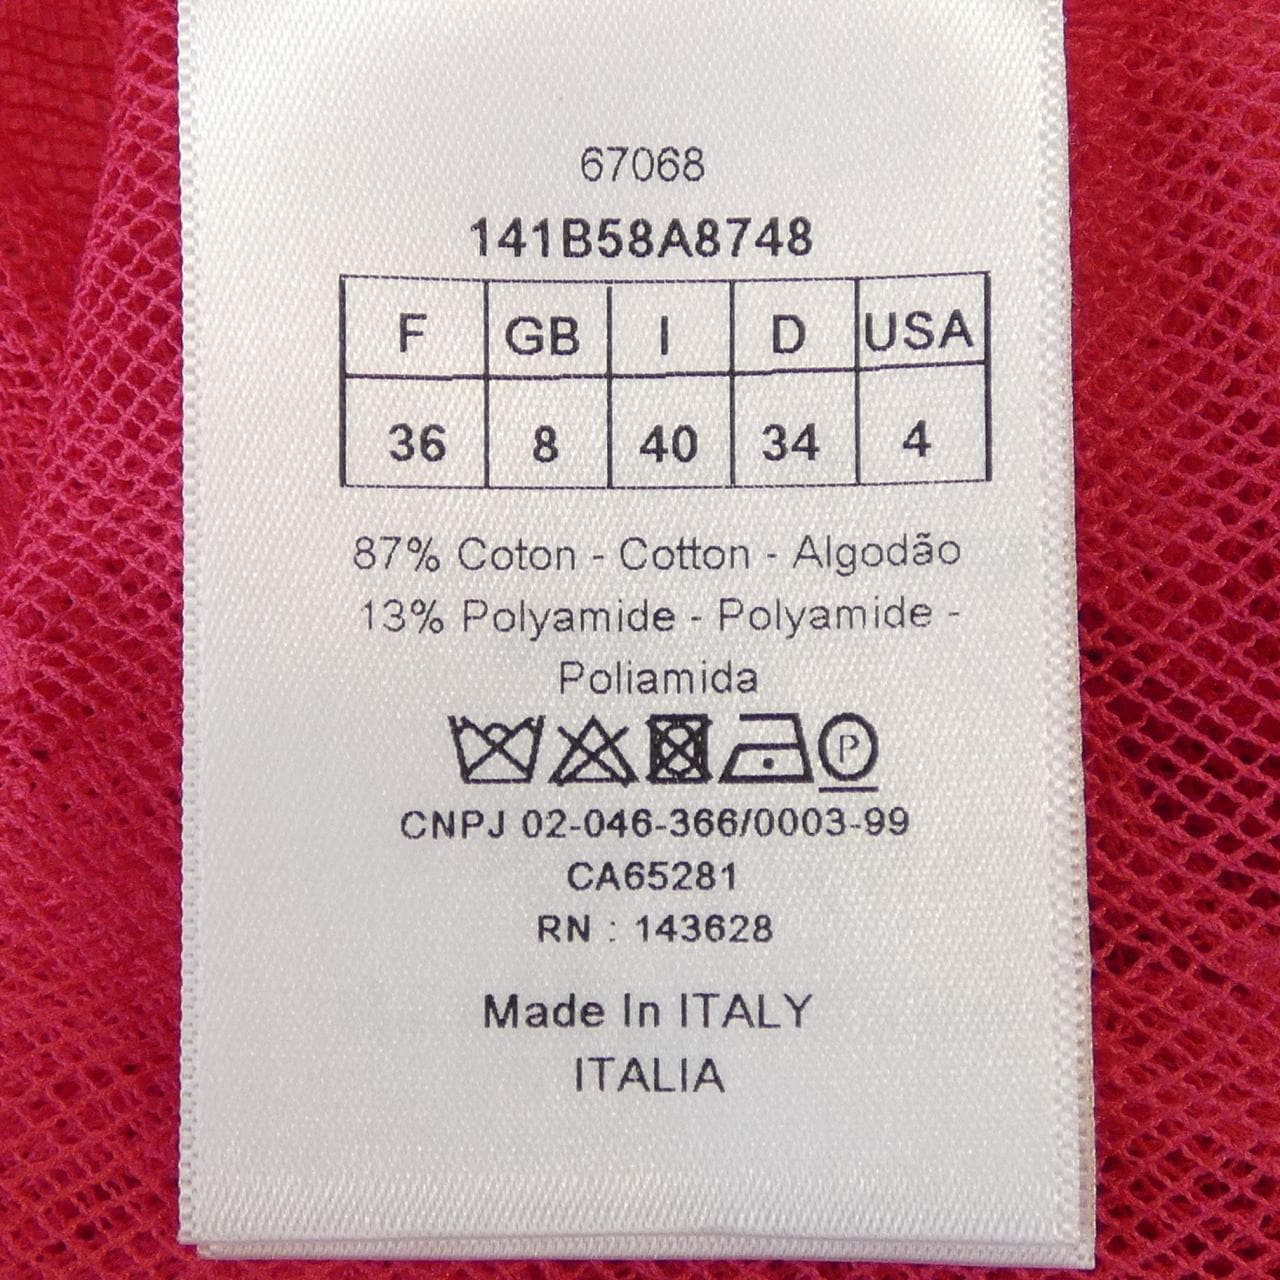 67068
141B58A8748
F GB I D USA
36 8 40 34 4
87% Coton - Cotton - Algodão
13% Polyamide - Polyamide -
Poliamida
P
CNPJ 02-046-366/0003-99
CA65281
RN : 143628
Made In ITALY
ITALIA